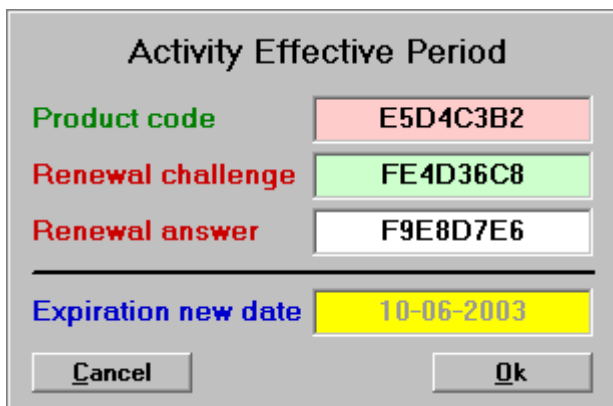 Activity Effective Period
Product code E5D4C3B2
Renewal challenge FE4D36C8
Renewal answer F9E8D7E6
Expiration new date 10-06-2003
Cancel Ok